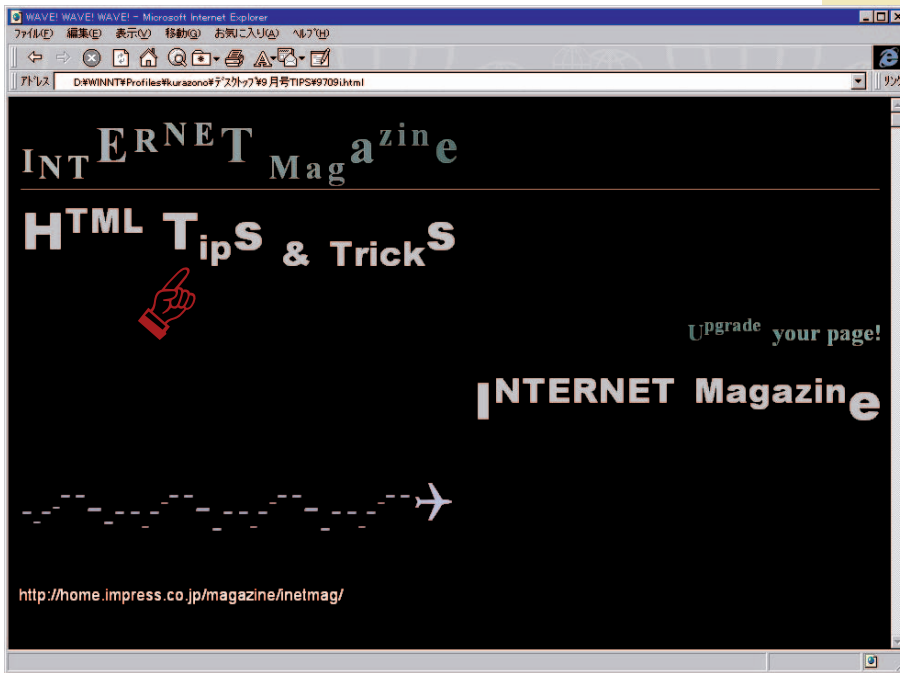 WAVE! WAVE! WAVE! - Microsoft Internet Explorer
ファイル(F) 編集(E) 表示(V) 移動(G) お気に入り(A) ヘルプ(H)
アドレス D:¥WINNT¥Profiles¥kurazono¥デスクトップ¥9月号TIPS¥9709i.html リンク
INTERNET Magazine
HTML Tips & Tricks
Upgrade your page!
INTERNET Magazine
http://home.impress.co.jp/magazine/inetmag/